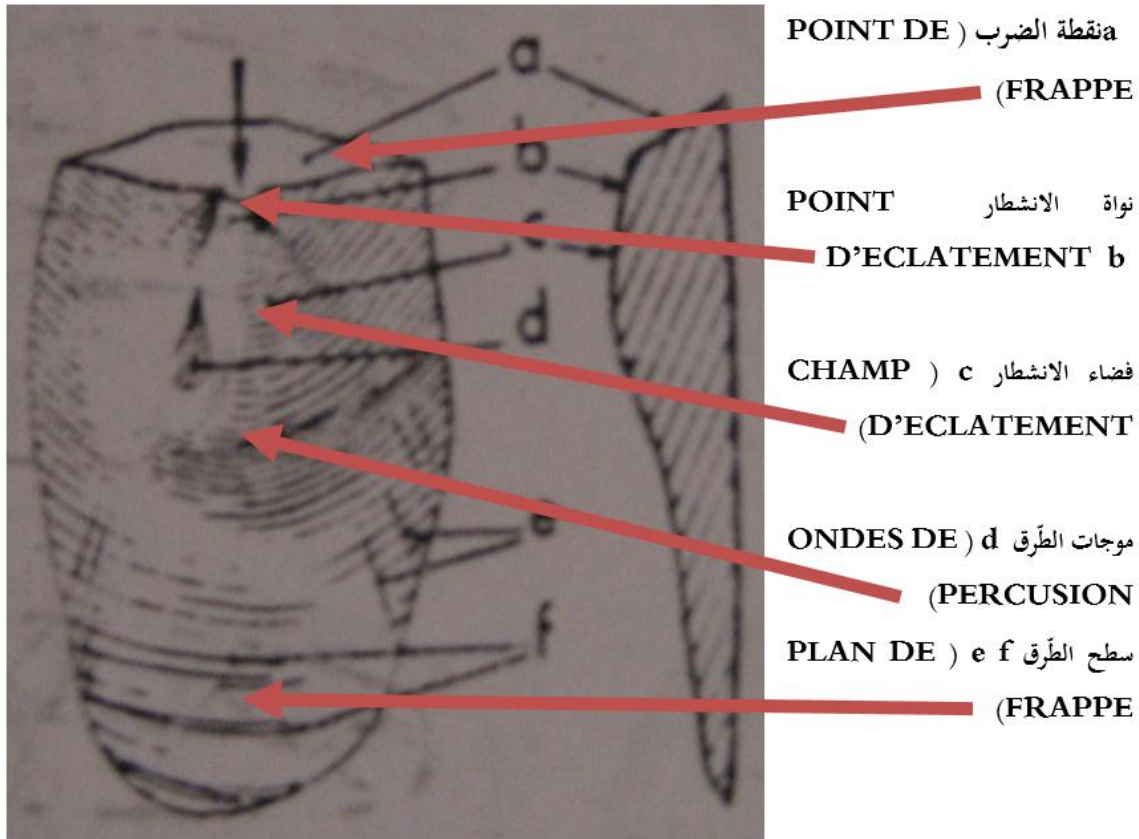 a
b
c
d
e
f
aنقطة الضرب ( POINT DE
FRAPPE)
نواة الانشطار POINT
D'ECLATEMENT b
فضاء الانشطار c ( CHAMP
D'ECLATEMENT)
موجات الطّرق d ( ONDES DE
PERCUSION)
سطح الطّرق e f ( PLAN DE
FRAPPE)